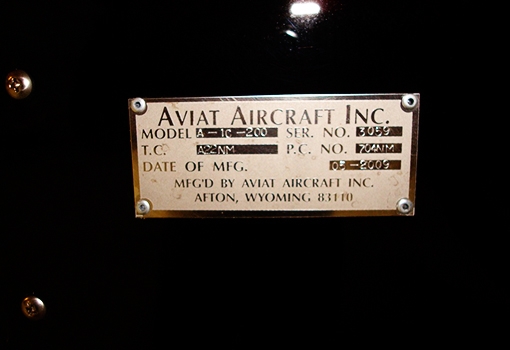 AVIAT AIRCRAFT INC.
MODEL A-1C-200 SER. NO. 3059
T.C. A22NM P.C. NO. 704NM
DATE OF MFG. 05-2009
MFG'D BY AVIAT AIRCRAFT INC.
AFTON, WYOMING 83110